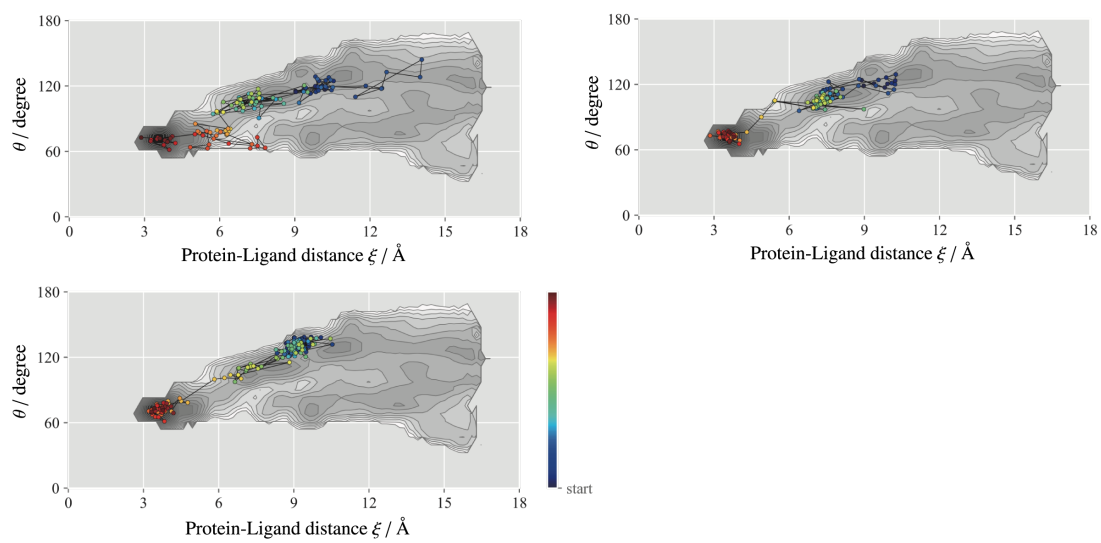 180
120
60
0
θ / degree
0 3 6 9 12 15 18
Protein-Ligand distance ξ / Å
180
120
60
0
θ / degree
0 3 6 9 12 15 18
Protein-Ligand distance ξ / Å
180
120
60
0
θ / degree
0 3 6 9 12 15 18
Protein-Ligand distance ξ / Å
start